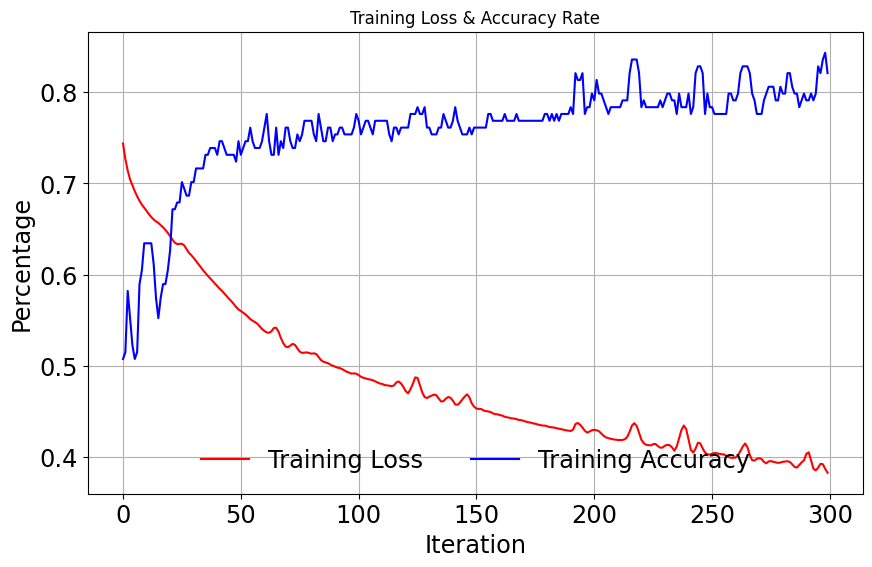 Training Loss & Accuracy Rate
0.8
0.7
0.6
0.5
0.4
Percentage
Training Loss Training Accuracy
0 50 100 150 200 250 300
Iteration